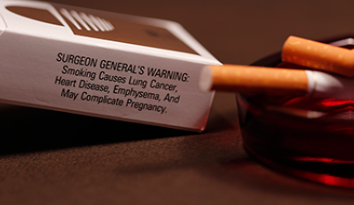 SURGEON GENERAL'S WARNING:
Smoking Causes Lung Cancer,
Heart Disease, Emphysema, And
May Complicate Pregnancy.